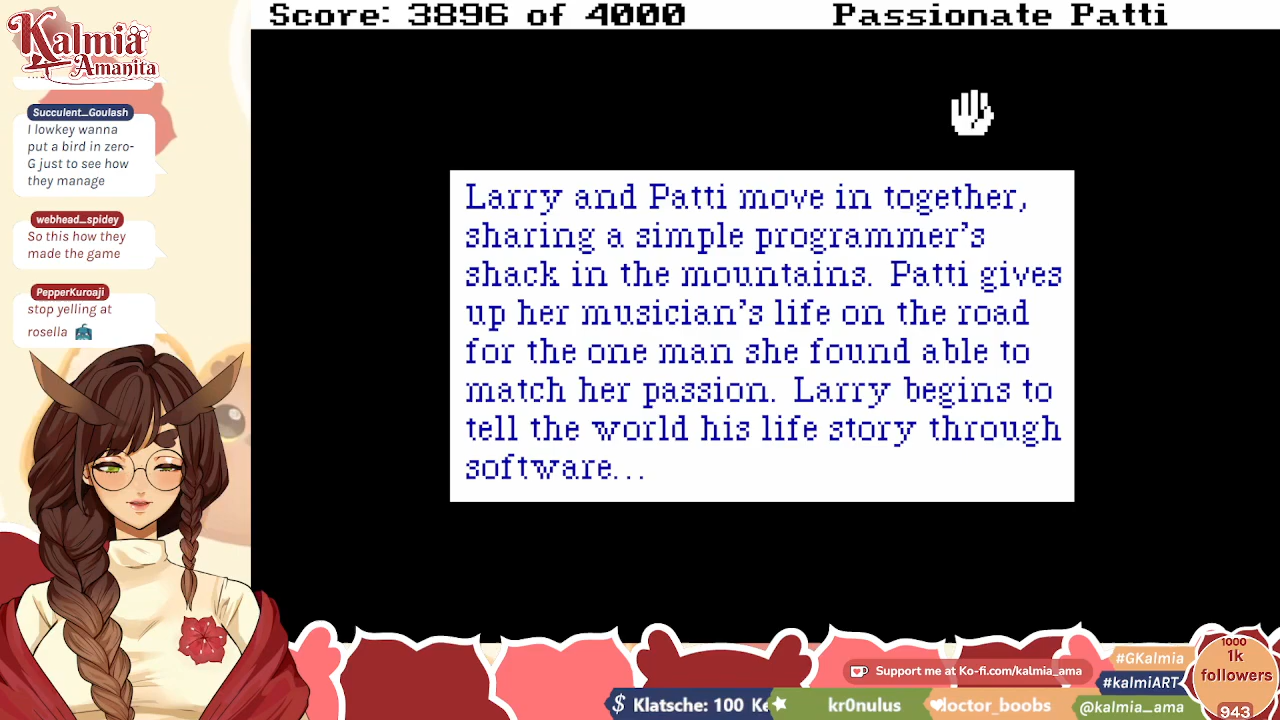 Kalmia
Amanita
Succulent_Goulash
I lowkey wanna
put a bird in zero-
G just to see how
they manage
webhead_spidey
So this how they
made the game
PepperKuroaji
stop yelling at
rosella
Score: 3896 of 4000
Passionate Patti
Larry and Patti move in together,
sharing a simple programmer's
shack in the mountains. Patti gives
up her musician's life on the road
for the one man she found able to
match her passion. Larry begins to
tell the world his life story through
software...
Support me at Ko-fi.com/kalmia_ama
#GKalmia
#kalmiART
@kalmia_ama
$ Klatsche: 100 Ke
kr0nulus
doctor_boobs
1000
1k
followers
943